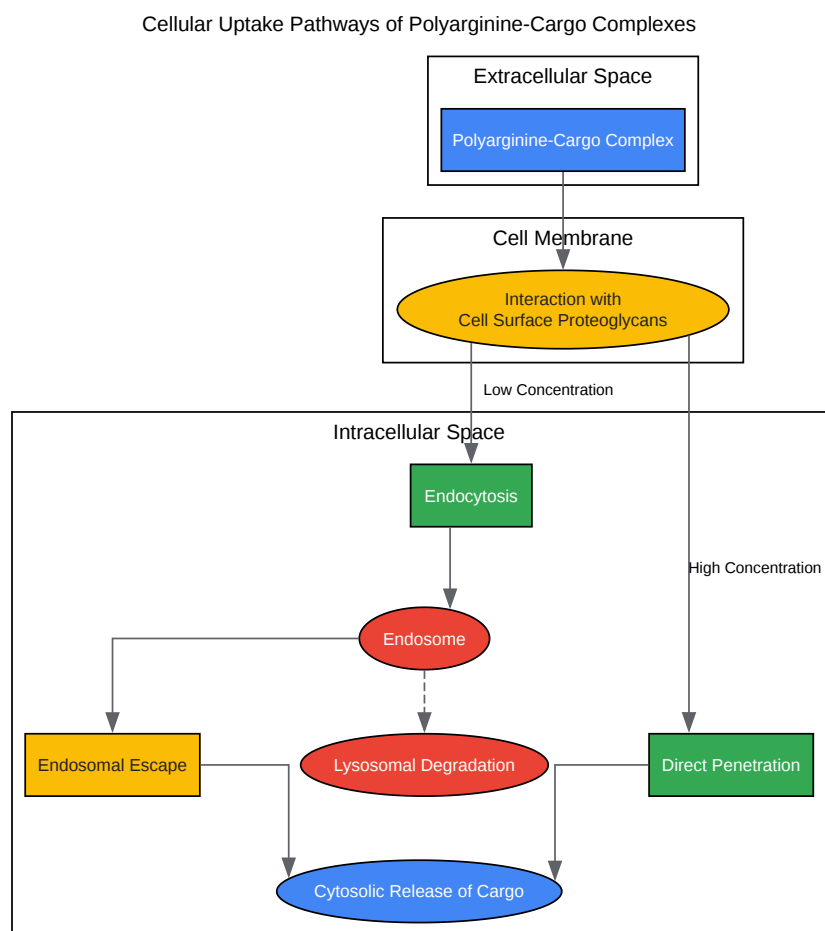 Cellular Uptake Pathways of Polyarginine-Cargo Complexes
Extracellular Space
Polyarginine-Cargo Complex
Cell Membrane
Interaction with
Cell Surface Proteoglycans
Low Concentration
Intracellular Space
Endocytosis
High Concentration
Endosome
Endosomal Escape
Lysosomal Degradation
Direct Penetration
Cytosolic Release of Cargo